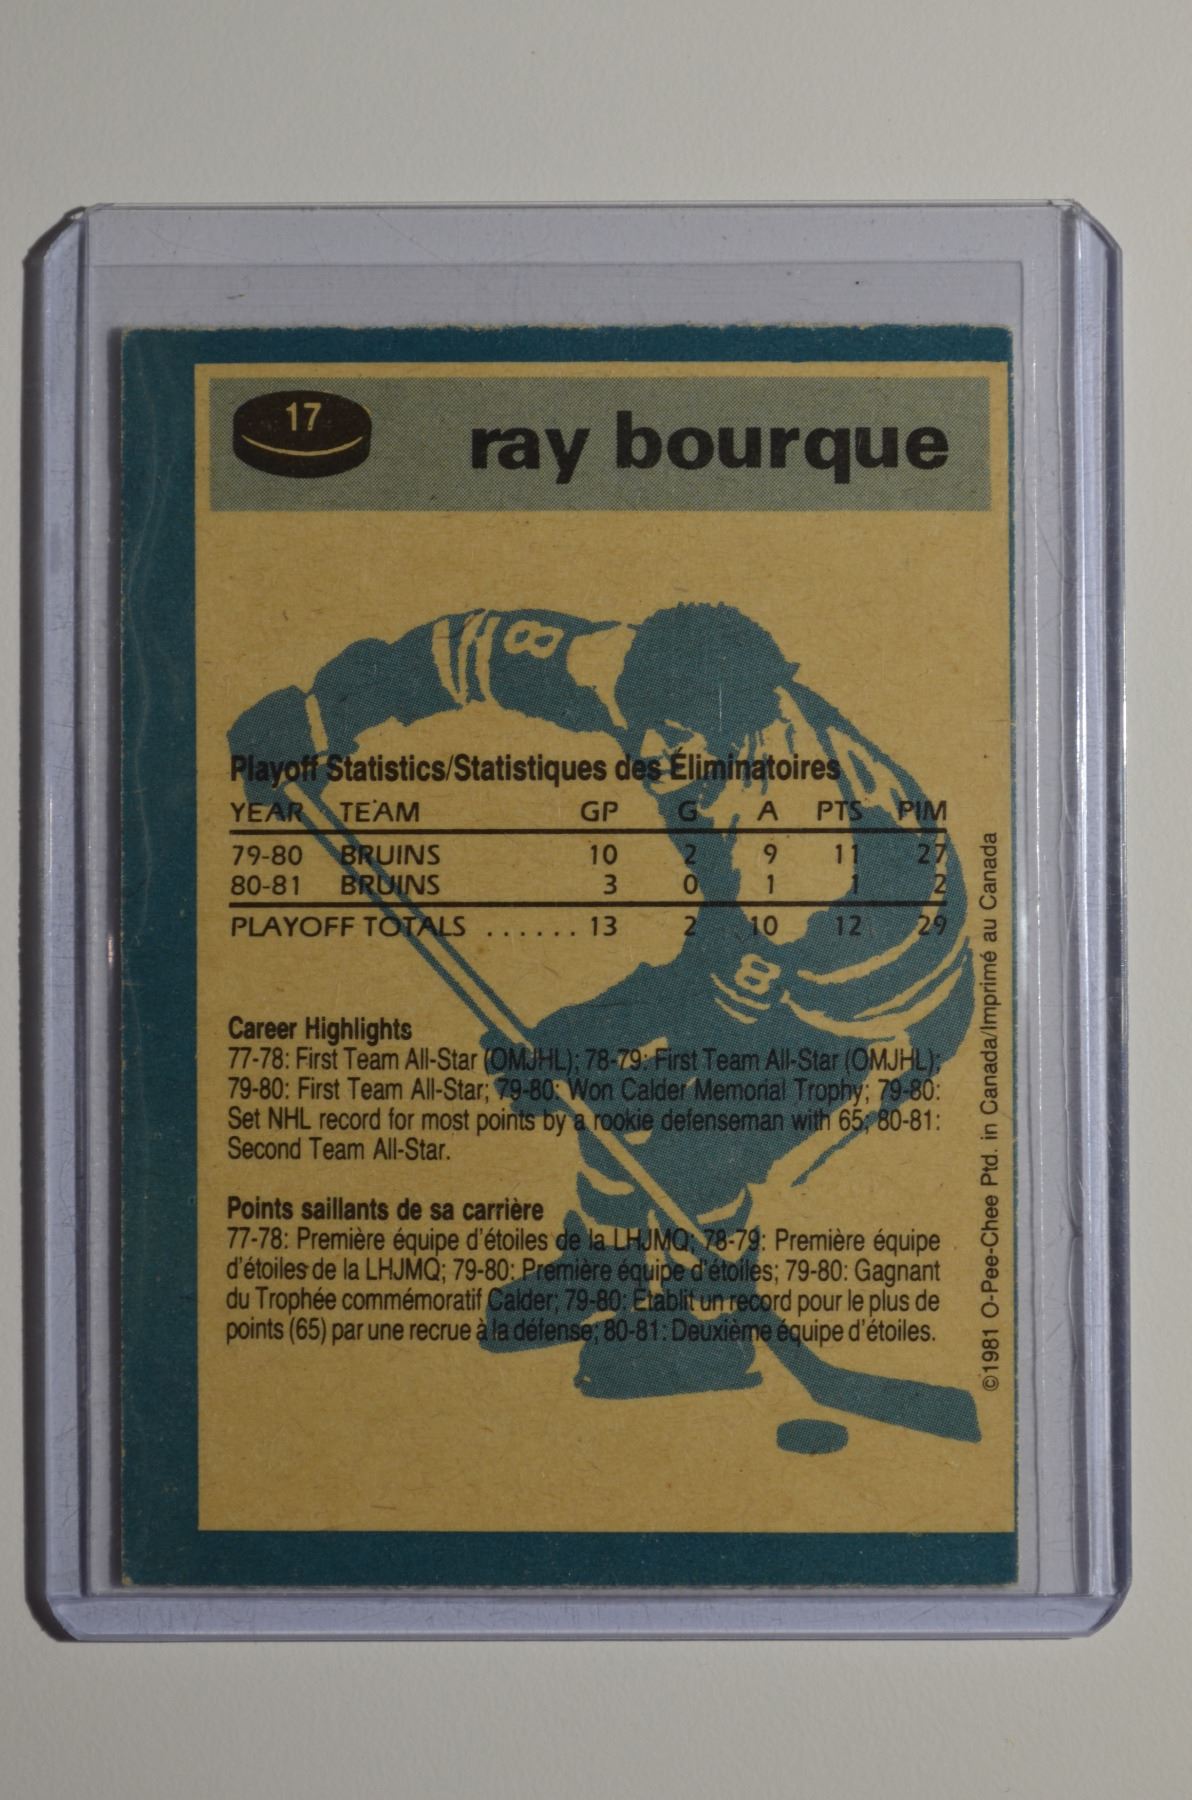 17
ray bourque
8
Playoff Statistics/Statistiques des Éliminatoires
YEAR TEAM GP G A PTS PIM
79-80 BRUINS 10 2 9 11 27
80-81 BRUINS 3 0 1 1 2
PLAYOFF TOTALS ...... 13 2 10 12 29
8
Career Highlights
77-78: First Team All-Star (OMJHL); 78-79: First Team All-Star (OMJHL);
79-80: First Team All-Star; 79-80: Won Calder Memorial Trophy; 79-80:
Set NHL record for most points by a rookie defenseman with 65; 80-81:
Second Team All-Star.
Points saillants de sa carrière
77-78: Première équipe d'étoiles de la LHJMQ; 78-79: Première équipe
d'étoiles de la LHJMQ; 79-80: Première équipe d'étoiles; 79-80: Gagnant
du Trophée commémoratif Calder; 79-80: Établit un record pour le plus de
points (65) par une recrue à la défense; 80-81: Deuxième équipe d'étoiles.
©1981 O-Pee-Chee Ptd. in Canada/Imprimé au Canada